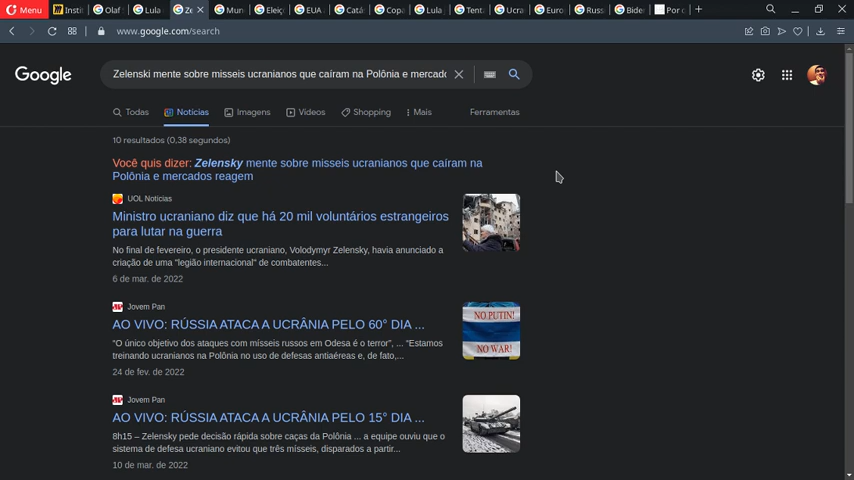 Menu
Instit
Olaf S
Lula
Ze
Mun
Eleiç
EUA
Catá
Copa
Lula
Tenta
Ucra
Euro
Russ
Bide
Por c
www.google.com/search
Google
Zelenski mente sobre misseis ucranianos que caíram na Polônia e mercado
Todas
Notícias
Imagens
Vídeos
Shopping
Mais
Ferramentas
10 resultados (0,38 segundos)
Você quis dizer: Zelensky mente sobre misseis ucranianos que caíram na
Polônia e mercados reagem
UOL Notícias
Ministro ucraniano diz que há 20 mil voluntários estrangeiros
para lutar na guerra
No final de fevereiro, o presidente ucraniano, Volodymyr Zelensky, havia anunciado a
criação de uma "legião internacional" de combatentes...
6 de mar. de 2022
Jovem Pan
AO VIVO: RÚSSIA ATACA A UCRÂNIA PELO 60° DIA ...
“O único objetivo dos ataques com mísseis russos em Odesa é o terror”, ... “Estamos
treinando ucranianos na Polônia no uso de defesas antiaéreas e, de fato,...
NO PUTIN!
NO WAR!
24 de fev. de 2022
Jovem Pan
AO VIVO: RÚSSIA ATACA A UCRÂNIA PELO 15° DIA ...
8h15 – Zelensky pede decisão rápida sobre caças da Polônia ... a equipe ouviu que o
sistema de defesa ucraniano evitou que três mísseis, disparados a partir...
10 de mar. de 2022